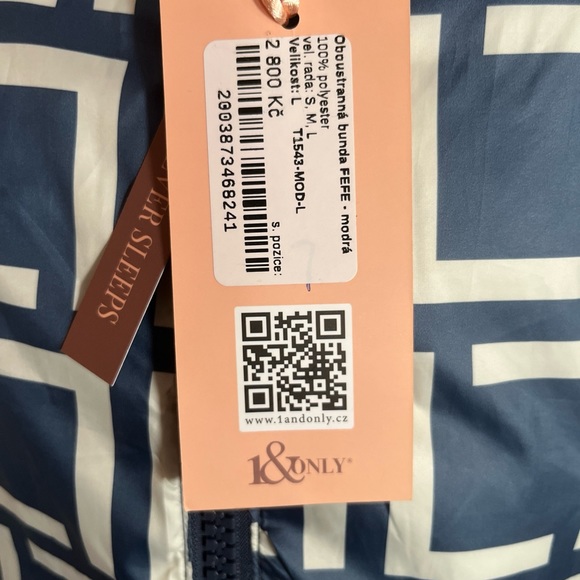 Oboustranná bunda FEFE - modrá
100% polyester
vel. řada: S, M, L
Velikost: L T1543-MOD-L
2 800 Kč
s. pozice:
2003873468241
VER SLEEPS
www.1andonly.cz
1&ONLY®